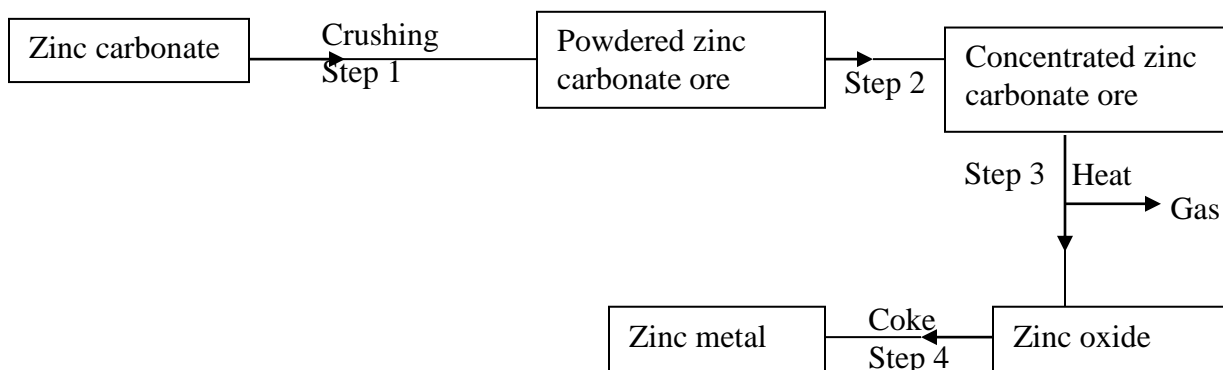 Zinc carbonate
Crushing
Step 1
Powdered zinc
carbonate ore
Step 2
Concentrated zinc
carbonate ore
Step 3
Heat
Gas
Zinc metal
Coke
Step 4
Zinc oxide